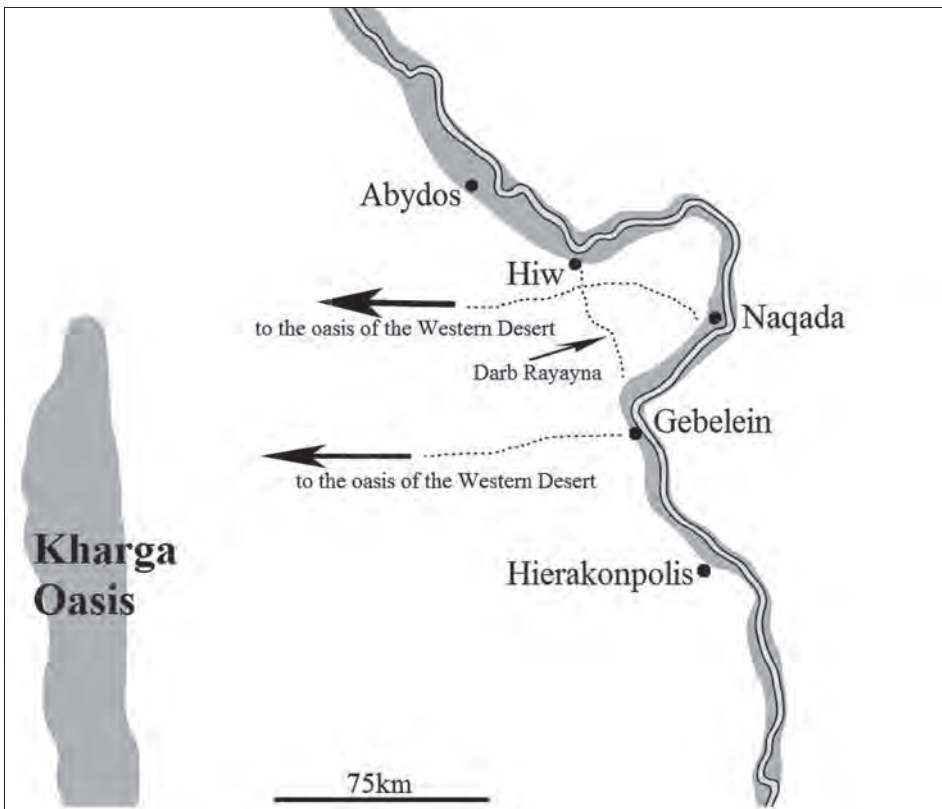 Abydos
Hiw
Naqada
to the oasis of the Western Desert
Darb Rayayna
Gebelein
to the oasis of the Western Desert
Kharga
Oasis
Hierakonpolis
75km